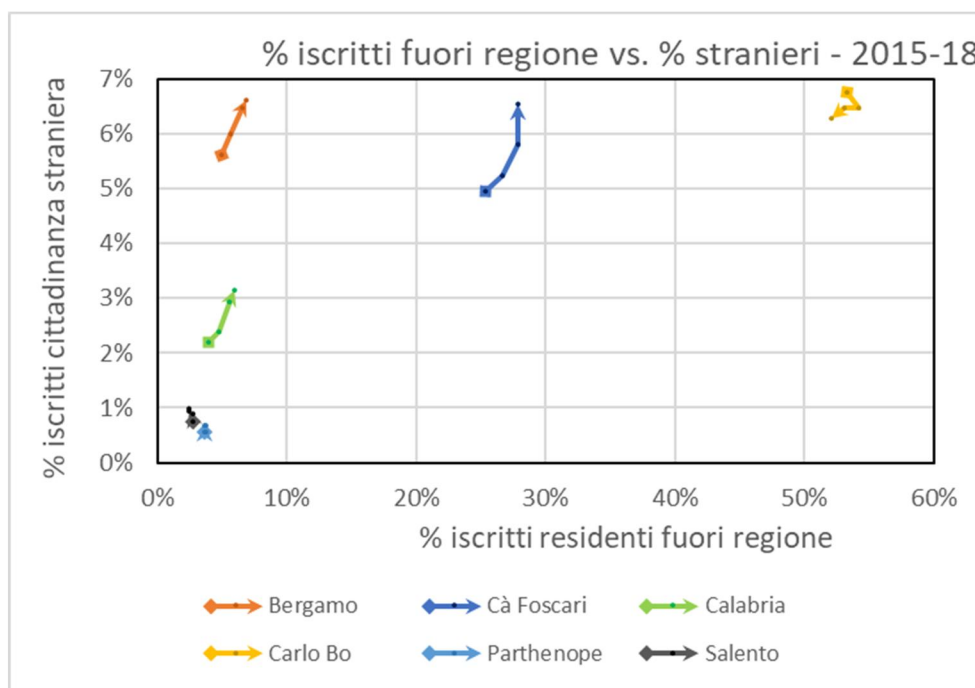 % iscritti fuori regione vs. % stranieri - 2015-18
% iscritti cittadinanza straniera
7%
6%
5%
4%
3%
2%
1%
0%
0% 10% 20% 30% 40% 50% 60%
% iscritti residenti fuori regione
Bergamo Cà Foscari Calabria
Carlo Bo Parthenope Salento